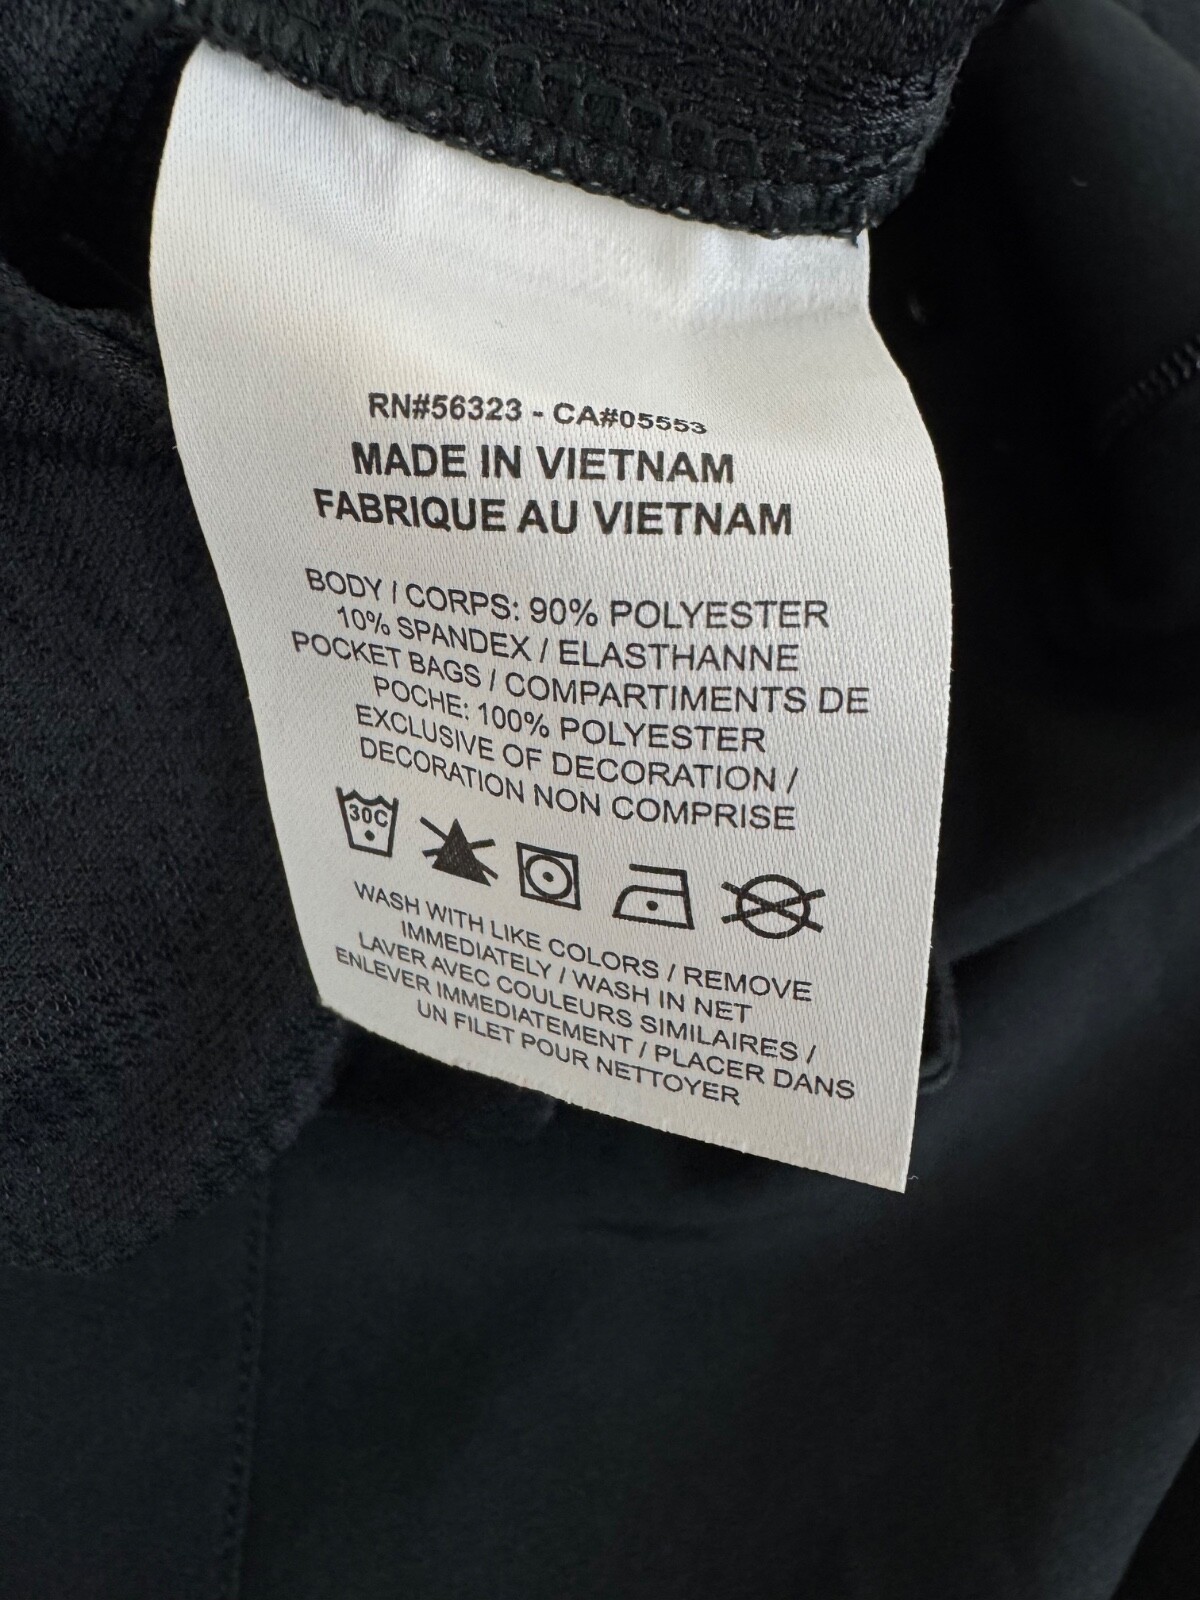 RN#56323 - CA#05553
MADE IN VIETNAM
FABRIQUE AU VIETNAM
BODY / CORPS: 90% POLYESTER
10% SPANDEX / ELASTHANNE
POCKET BAGS / COMPARTIMENTS DE
POCHE: 100% POLYESTER
EXCLUSIVE OF DECORATION /
DECORATION NON COMPRISE
30C
WASH WITH LIKE COLORS / REMOVE
IMMEDIATELY / WASH IN NET
LAVER AVEC COULEURS SIMILAIRES /
ENLEVER IMMEDIATEMENT / PLACER DANS
UN FILET POUR NETTOYER